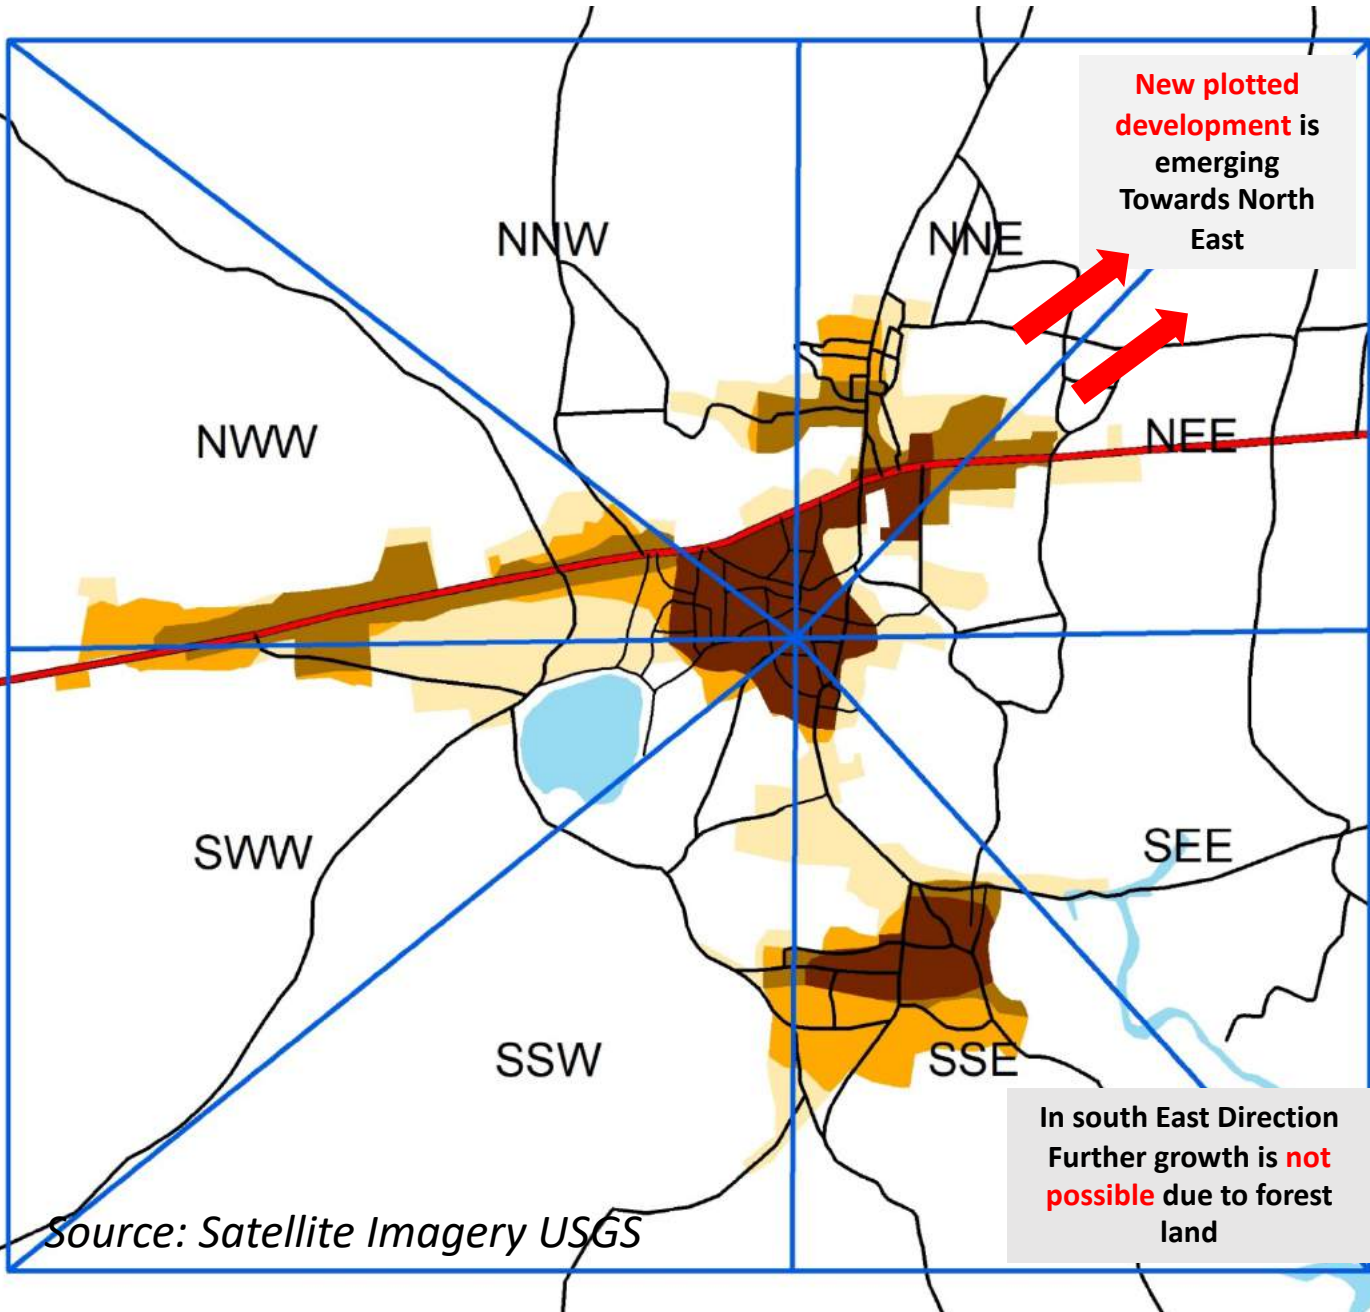 New plotted
development is
emerging
Towards North
East
NNW
NNE
NWW
NEE
SWW
SEE
SSW
SSE
In south East Direction
Further growth is not
possible due to forest
land
Source: Satellite Imagery USGS